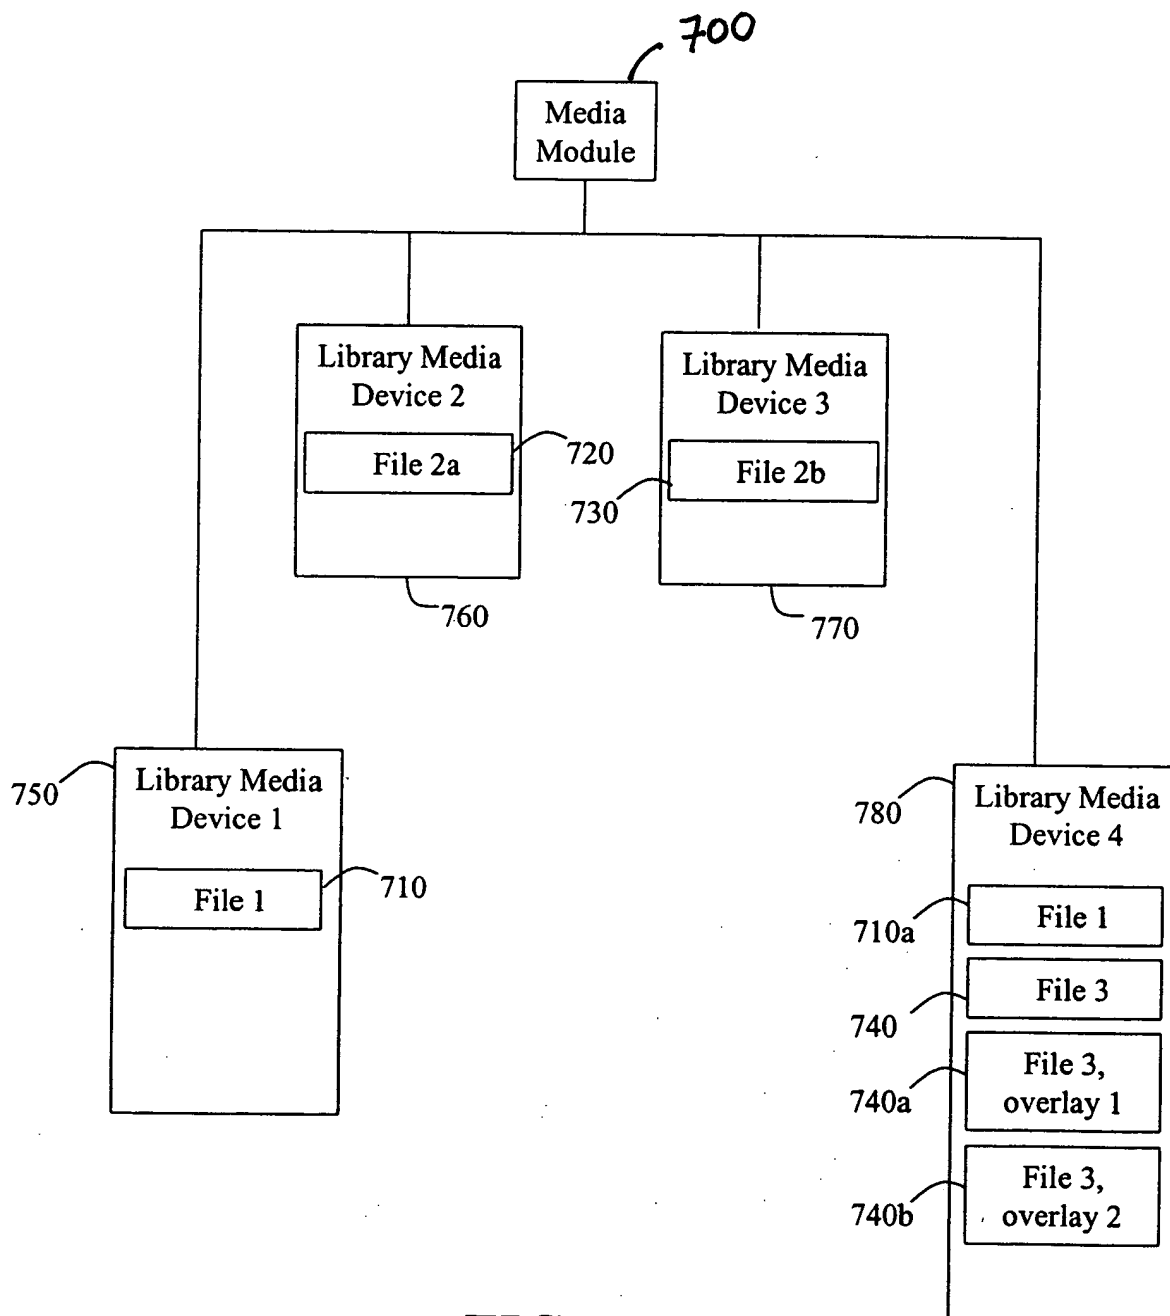 700
Media
Module
Library Media
Device 2
File 2a
720
760
Library Media
Device 3
File 2b
730
770
750
Library Media
Device 1
File 1
710
780
Library Media
Device 4
710a
File 1
740
File 3
740a
File 3,
overlay 1
740b
File 3,
overlay 2